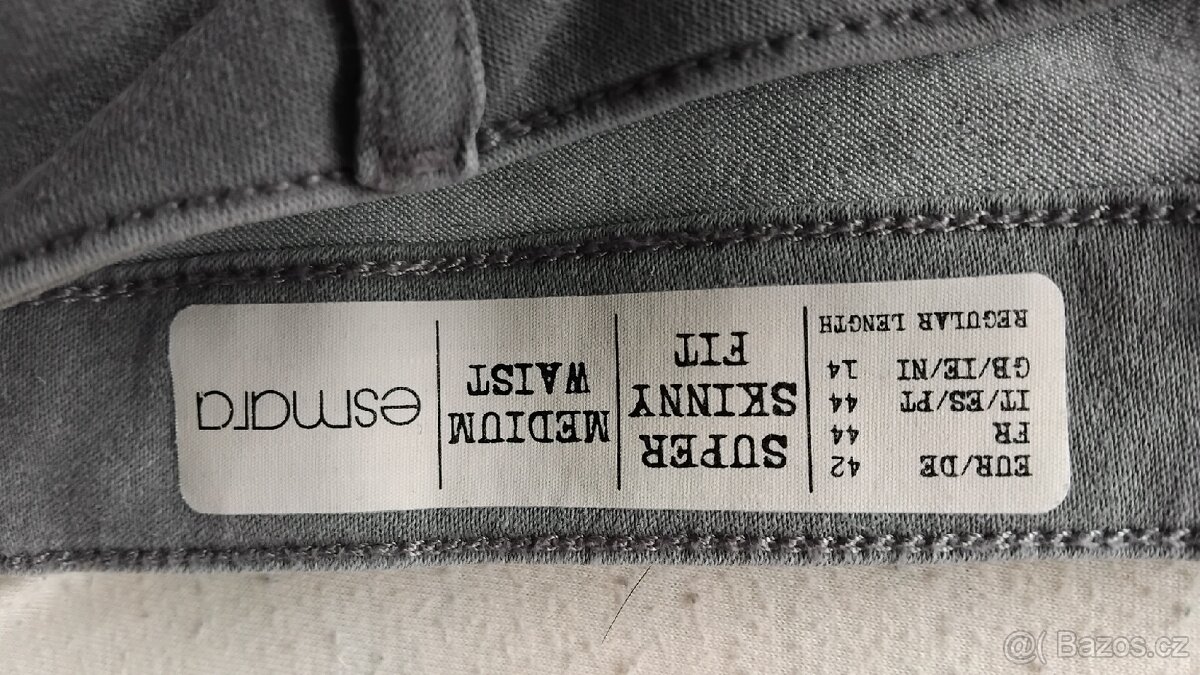 EUR/DE 42
FR 44
IT/ES/PT 44
GB/IE/NI 14
REGULAR LENGTH
SUPER
SKINNY
FIT
MEDIUM
WAIST
esmara
Bazos.cz